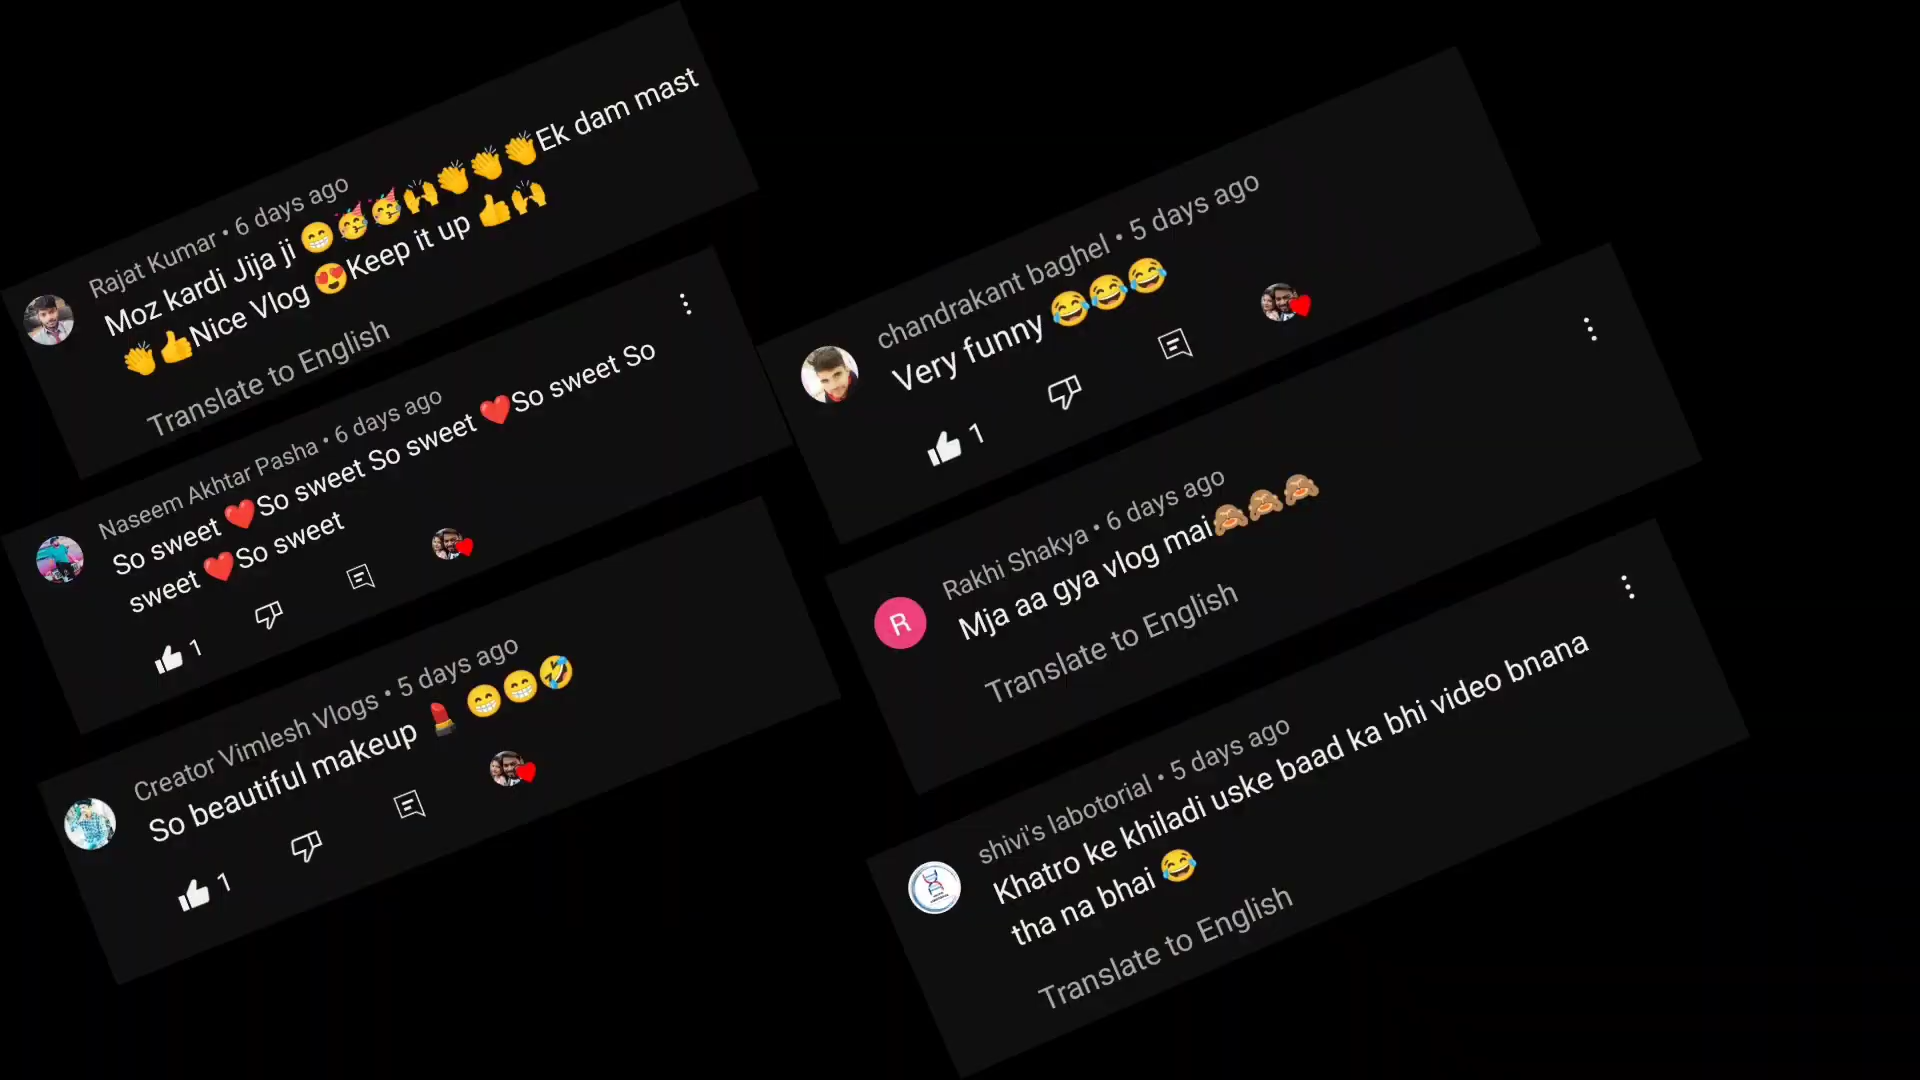 Rajat Kumar • 6 days ago
Moz kardi Jija ji 😁🥳🥳🙌👏👏👏Ek dam mast
👏👍Nice Vlog 😍Keep it up 👍🙌
Translate to English
Naseem Akhtar Pasha • 6 days ago
So sweet ❤️So sweet So sweet ❤️So sweet So
sweet ❤️So sweet
1
Creator Vimlesh Vlogs • 5 days ago
So beautiful makeup 💄 😁😁🤣
1
chandrakant baghel • 5 days ago
Very funny 😂😂😂
1
R
Rakhi Shakya • 6 days ago
Mja aa gya vlog mai🙈🙈🙈
Translate to English
shivi's labotorial • 5 days ago
Khatro ke khiladi uske baad ka bhi video bnana
tha na bhai 😂
Translate to English